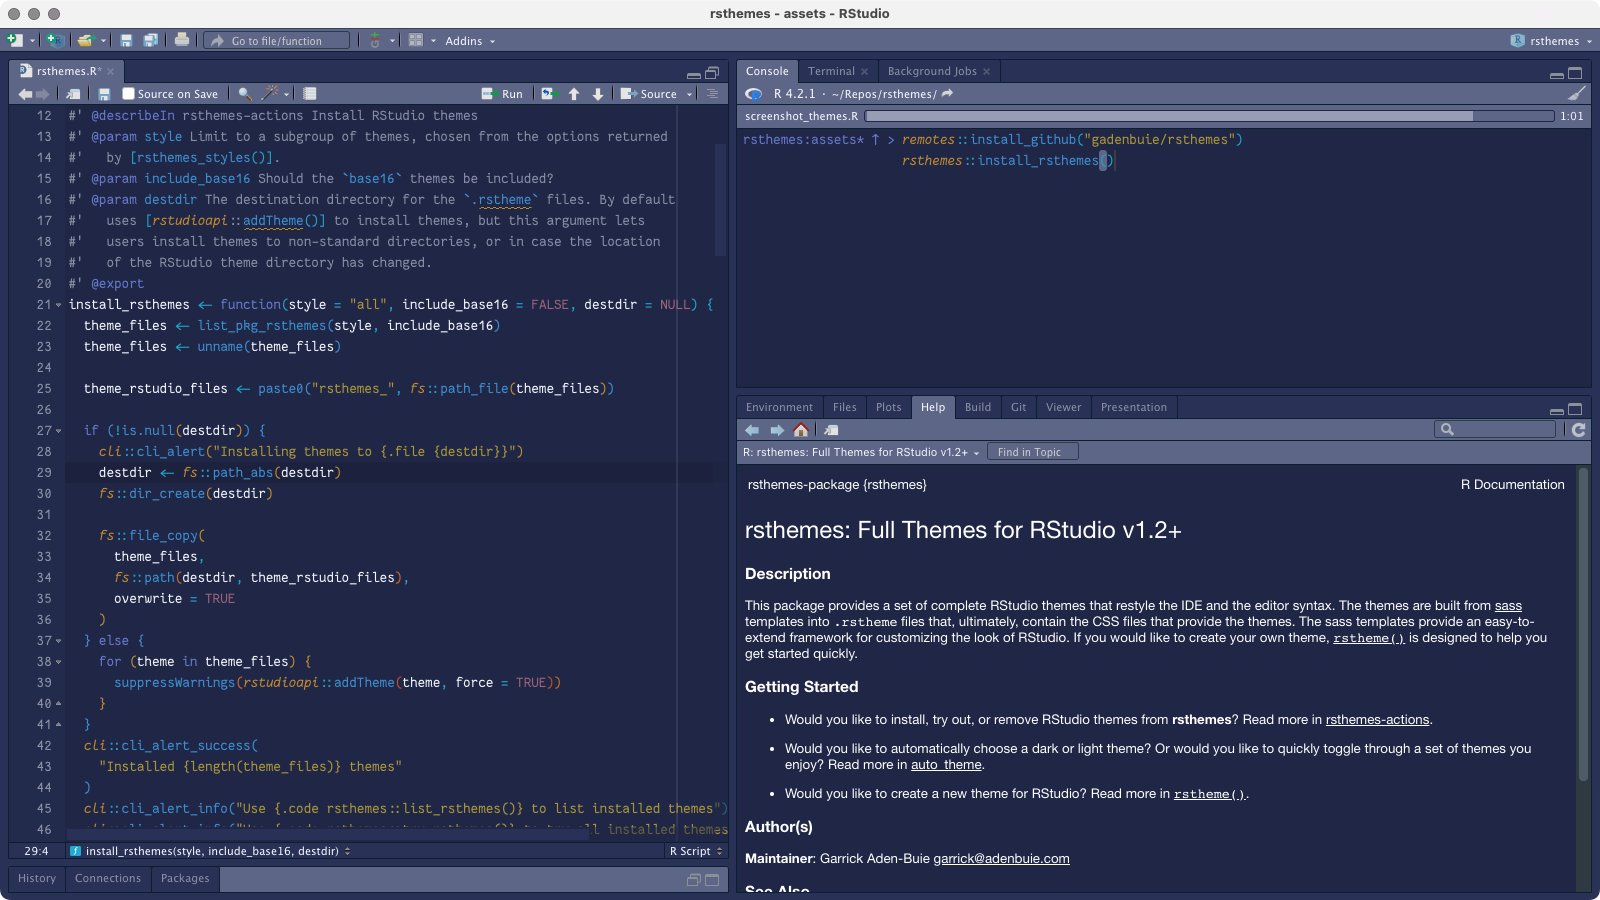 rsthemes - assets - RStudio
Go to file/function
Addins
rsthemes
rsthemes.R*
Source on Save
Run
Source
12 #' @describeIn rsthemes-actions Install RStudio themes
13 #' @param style Limit to a subgroup of themes, chosen from the options returned
14 #'   by [rsthemes_styles()].
15 #' @param include_base16 Should the `base16` themes be included?
16 #' @param destdir The destination directory for the `.rstheme` files. By default
17 #'   uses [rstudioapi::addTheme()] to install themes, but this argument lets
18 #'   users install themes to non-standard directories, or in case the location
19 #'   of the RStudio theme directory has changed.
20 #' @export
21 install_rsthemes <- function(style = "all", include_base16 = FALSE, destdir = NULL) {
22   theme_files <- list_pkg_rsthemes(style, include_base16)
23   theme_files <- unname(theme_files)
24
25   theme_rstudio_files <- paste0("rsthemes_", fs::path_file(theme_files))
26
27   if (!is.null(destdir)) {
28     cli::cli_alert("Installing themes to {.file {destdir}}")
29     destdir <- fs::path_abs(destdir)
30     fs::dir_create(destdir)
31
32     fs::file_copy(
33       theme_files,
34       fs::path(destdir, theme_rstudio_files),
35       overwrite = TRUE
36     )
37   } else {
38     for (theme in theme_files) {
39       suppressWarnings(rstudioapi::addTheme(theme, force = TRUE))
40     }
41   }
42   cli::cli_alert_success(
43     "Installed {length(theme_files)} themes"
44   )
45   cli::cli_alert_info("Use {.code rsthemes::list_rsthemes()} to list installed themes")
46   all installed themes
29:4 install_rsthemes(style, include_base16, destdir) R Script
History Connections Packages
Console Terminal Background Jobs
R 4.2.1 · ~/Repos/rsthemes/
screenshot_themes.R 1:01
rsthemes:assets* ↑ > remotes::install_github("gadenbuie/rsthemes")
rsthemes::install_rsthemes()
Environment Files Plots Help Build Git Viewer Presentation
R: rsthemes: Full Themes for RStudio v1.2+ Find in Topic
rsthemes-package {rsthemes} R Documentation
rsthemes: Full Themes for RStudio v1.2+
Description
This package provides a set of complete RStudio themes that restyle the IDE and the editor syntax. The themes are built from sass
templates into .rstheme files that, ultimately, contain the CSS files that provide the themes. The sass templates provide an easy-to-
extend framework for customizing the look of RStudio. If you would like to create your own theme, rstheme() is designed to help you
get started quickly.
Getting Started
• Would you like to install, try out, or remove RStudio themes from rsthemes? Read more in rsthemes-actions.
• Would you like to automatically choose a dark or light theme? Or would you like to quickly toggle through a set of themes you
enjoy? Read more in auto_theme.
• Would you like to create a new theme for RStudio? Read more in rstheme().
Author(s)
Maintainer: Garrick Aden-Buie garrick@adenbuie.com
See Also